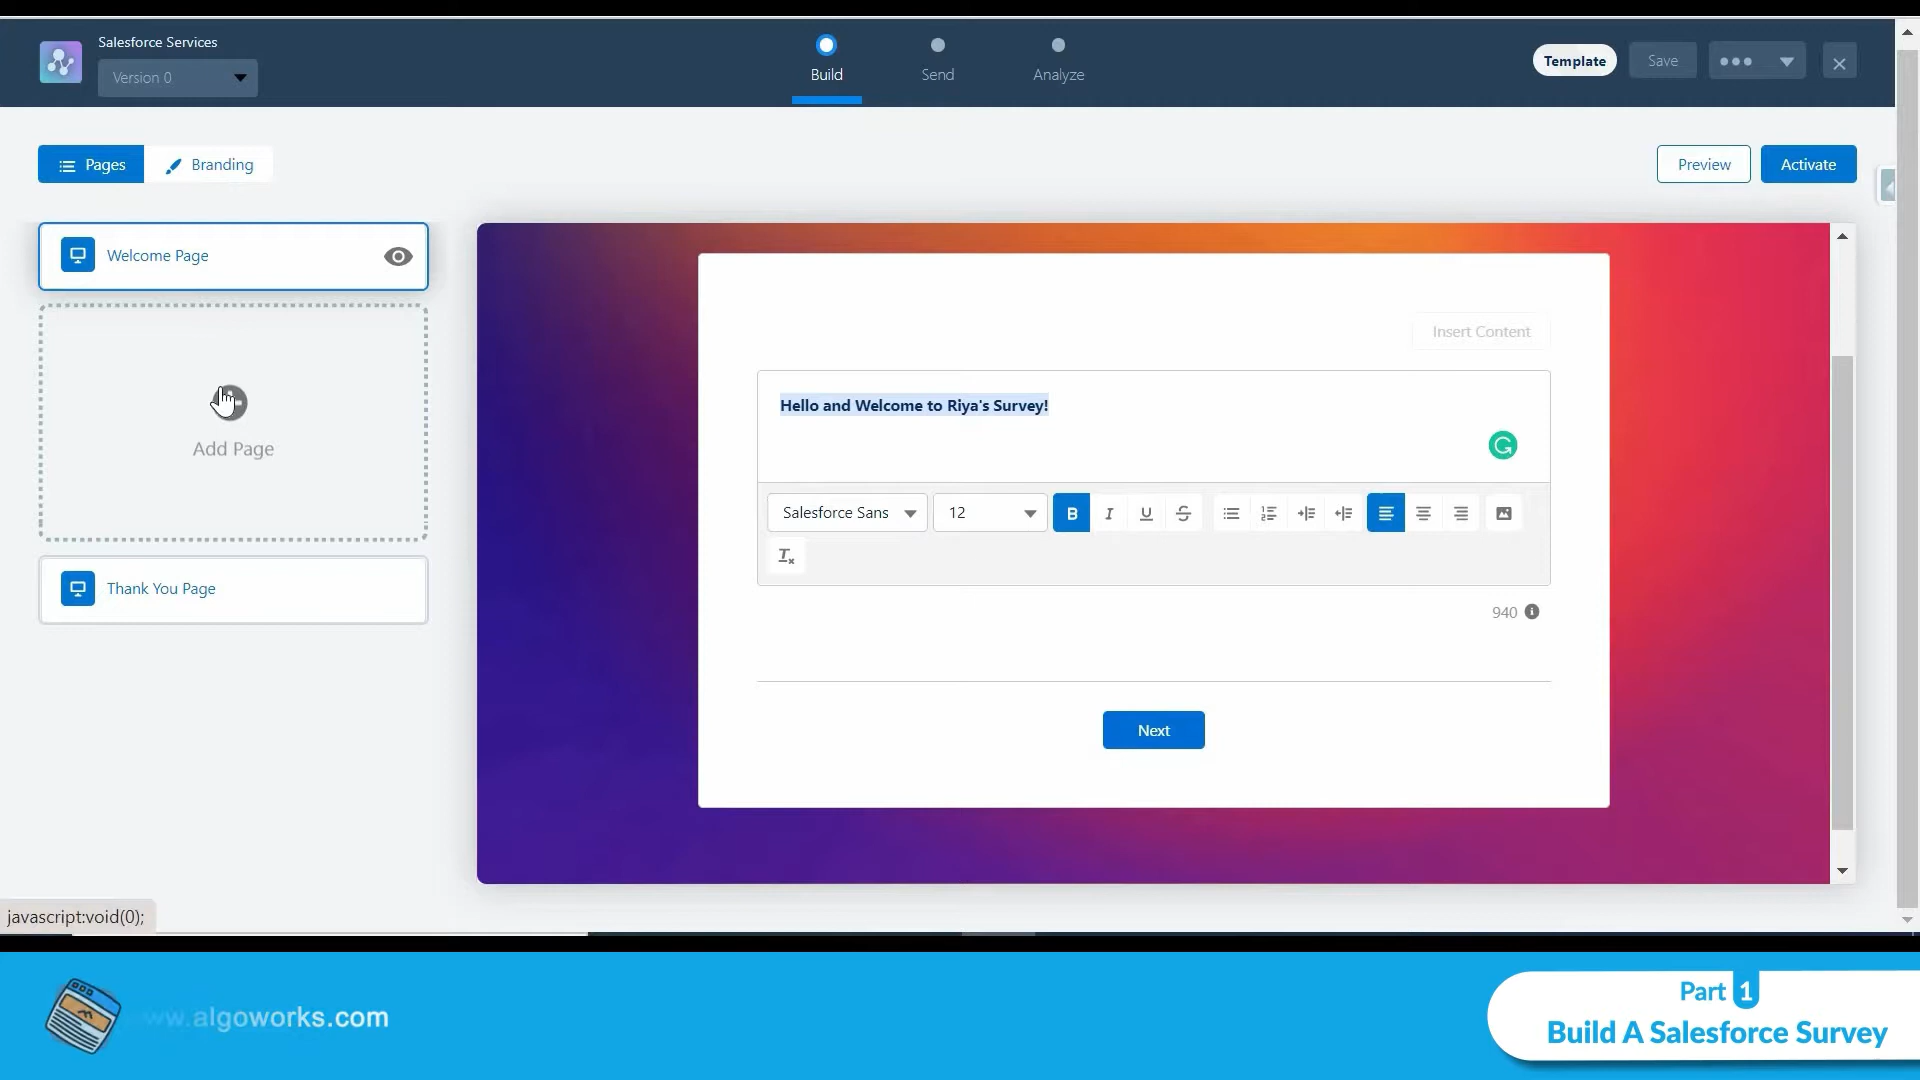 Salesforce Services
Version 0
Build
Send
Analyze
Template
Save
Pages
Branding
Preview
Activate
Welcome Page
Add Page
Thank You Page
Insert Content
Hello and Welcome to Riya's Survey!
Salesforce Sans
12
B
I
U
S
940
Next
javascript:void(0);
www.algoworks.com
Part 1
Build A Salesforce Survey